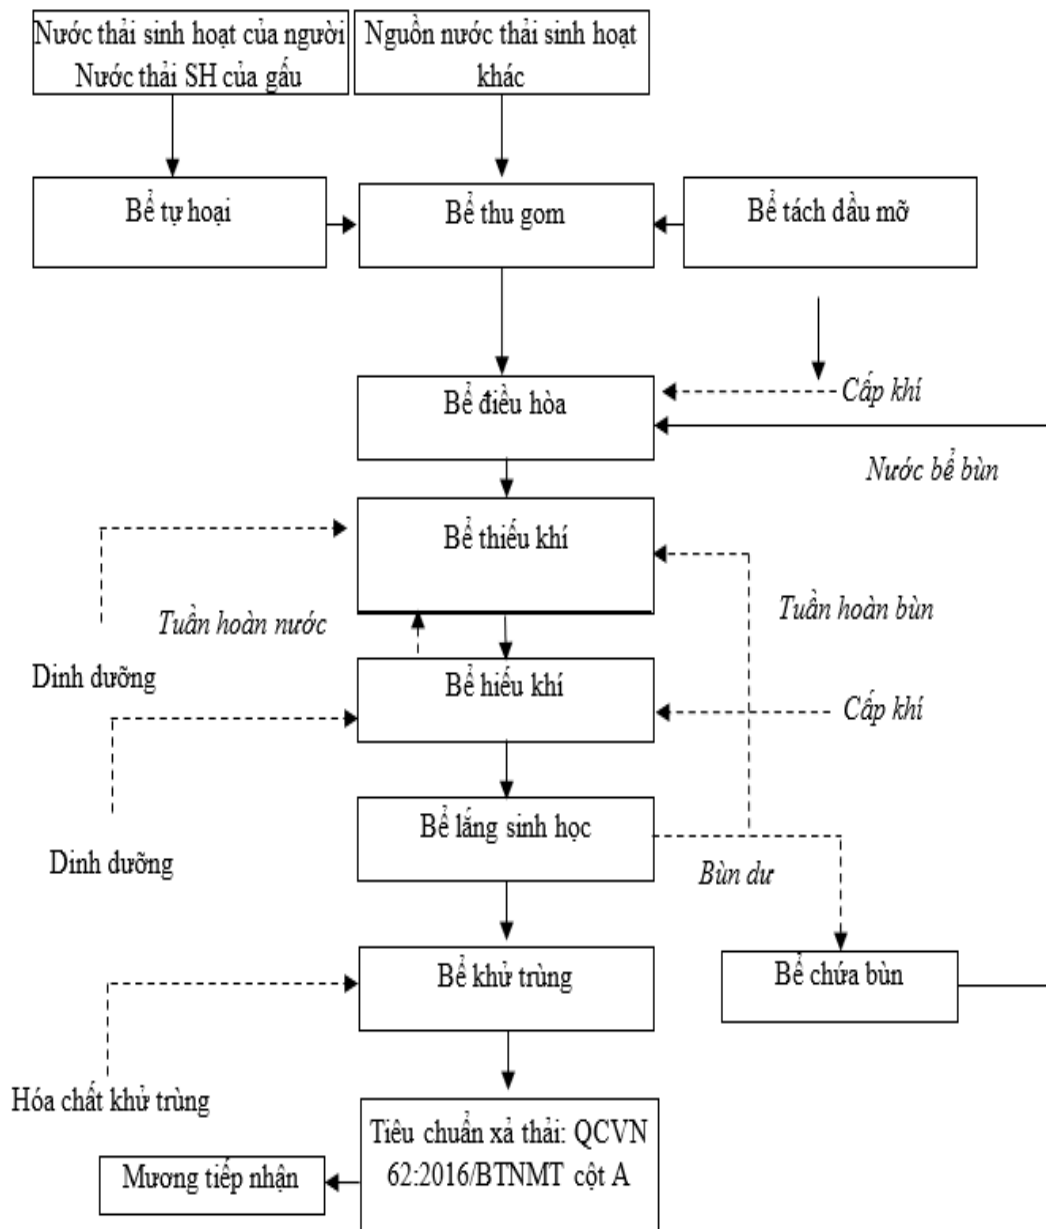 Nước thải sinh hoạt của người
Nước thải SH của gấu
Nguồn nước thải sinh hoạt
khác
Bể tự hoại
Bể thu gom
Bể tách dầu mỡ
Bể điều hòa
Cấp khí
Nước bể bùn
Bể thiếu khí
Tuần hoàn nước
Tuần hoàn bùn
Dinh dưỡng
Bể hiếu khí
Cấp khí
Bể lắng sinh học
Dinh dưỡng
Bùn dư
Bể khử trùng
Bể chứa bùn
Hóa chất khử trùng
Tiêu chuẩn xả thải: QCVN
62:2016/BTNMT cột A
Mương tiếp nhận